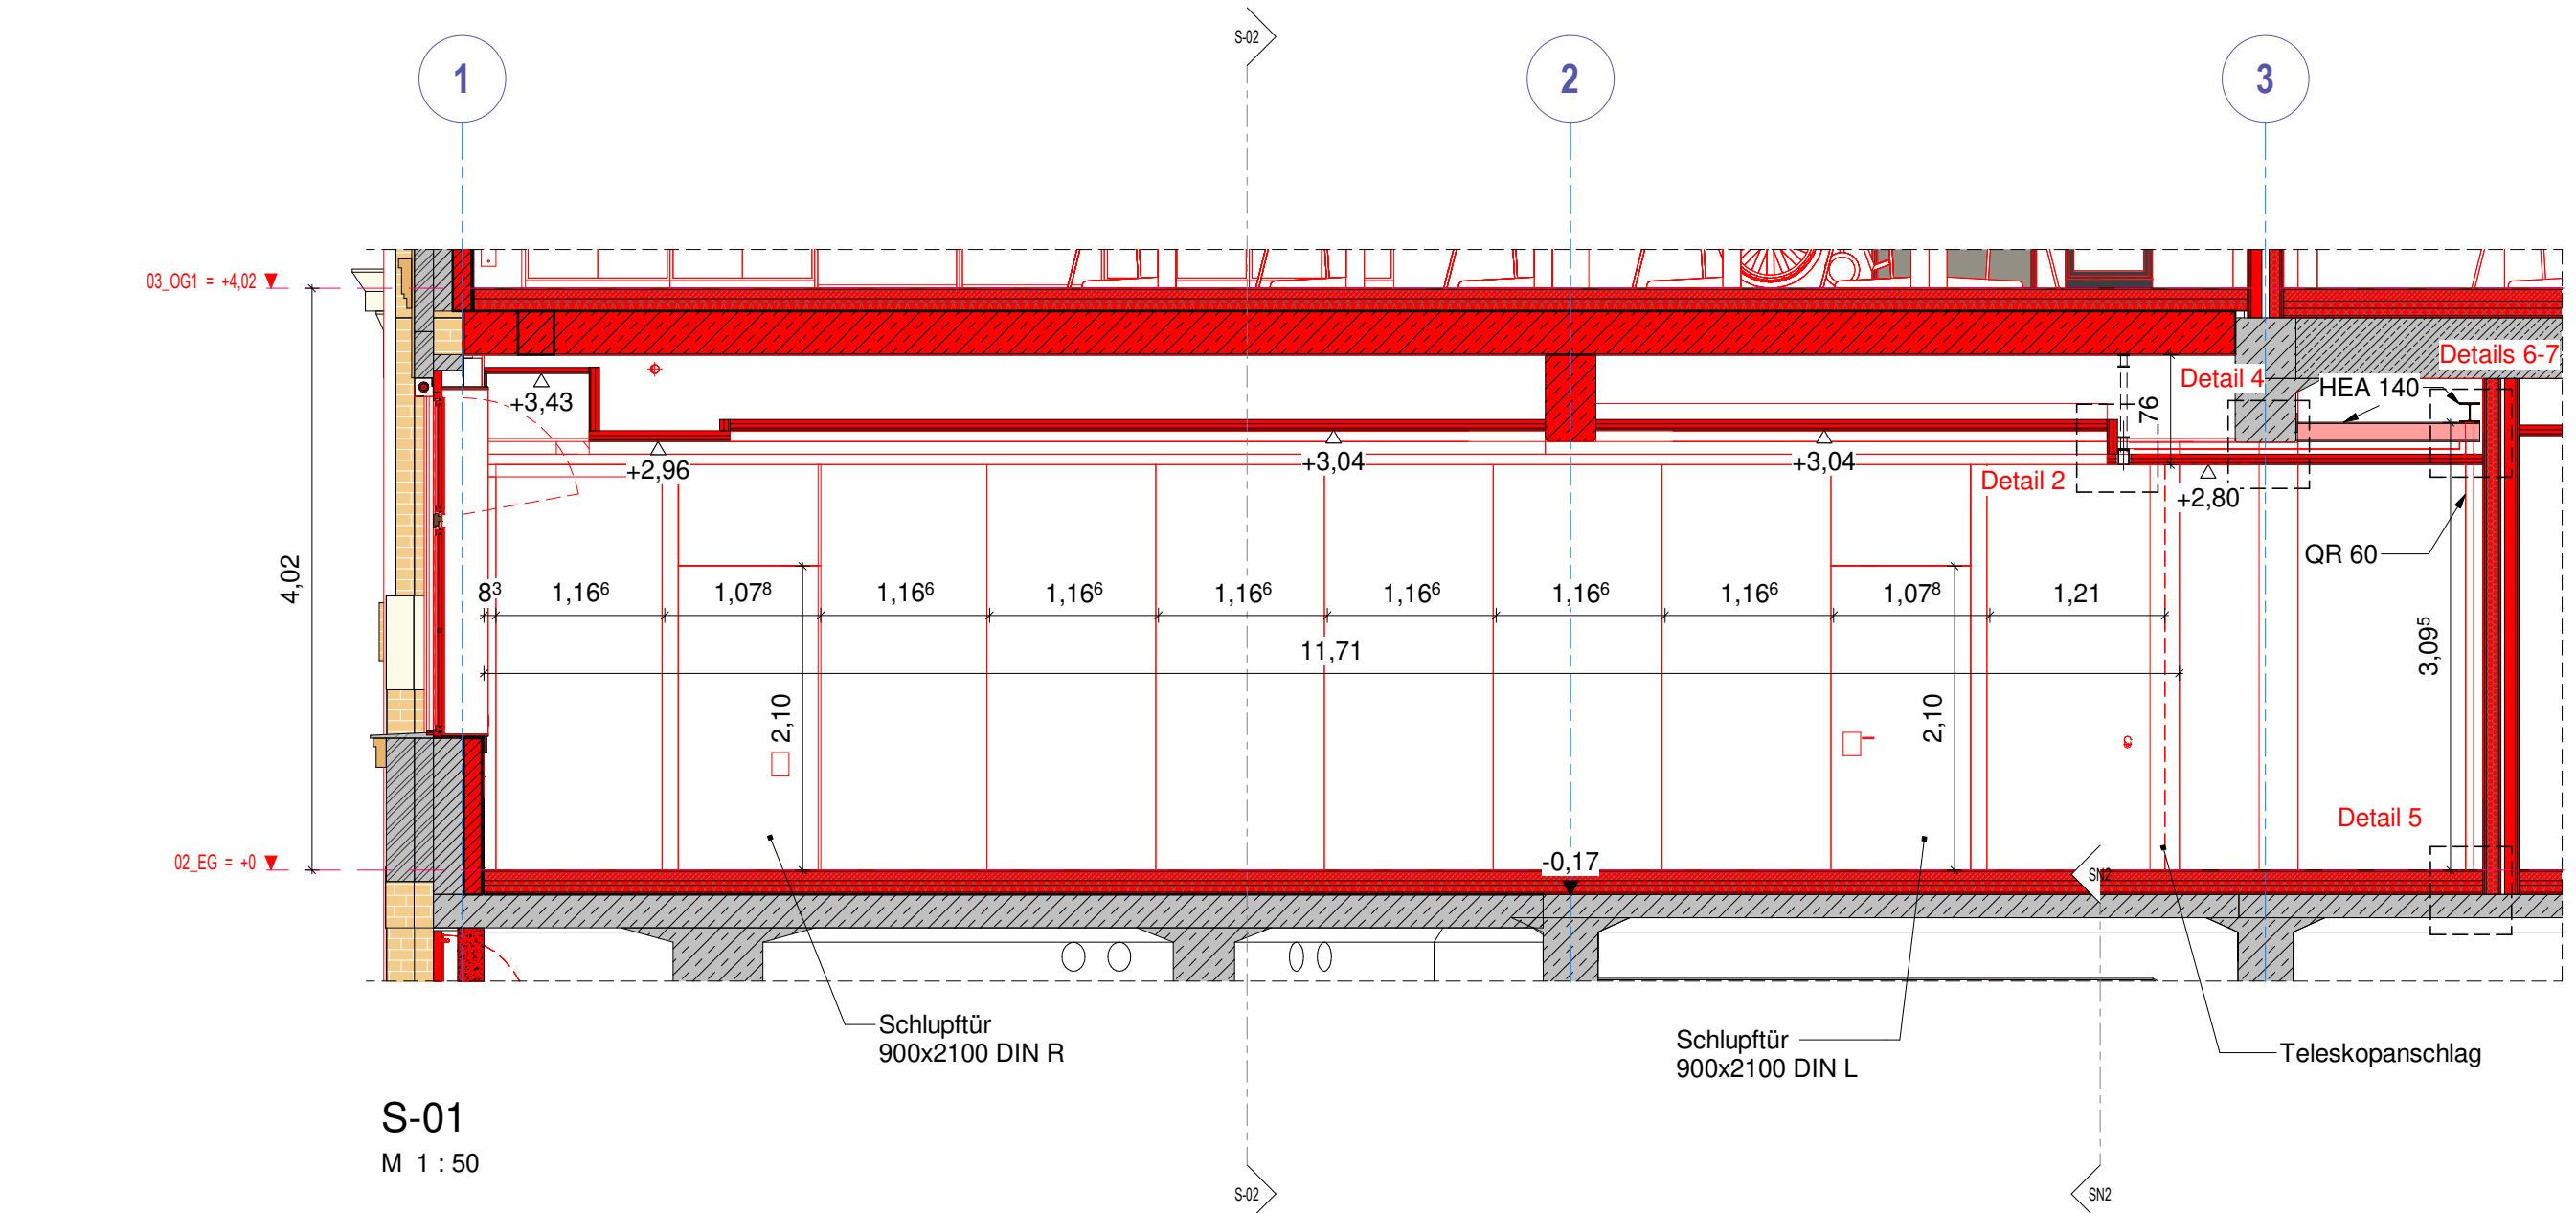 S-02
1
2
3
03_OG1 = +4,02
Details 6-7
Detail 4
HEA 140
+3,43
76
+2,96
+3,04
+3,04
Detail 2
+2,80
QR 60
4,02
8³
1,16⁶
1,07⁸
1,16⁶
1,16⁶
1,16⁶
1,16⁶
1,16⁶
1,16⁶
1,07⁸
1,21
11,71
3,09⁵
2,10
2,10
Detail 5
02_EG = +0
-0,17
SN2
Schlupftür
900x2100 DIN R
Schlupftür
900x2100 DIN L
Teleskopanschlag
S-01
M 1 : 50
S-02
SN2